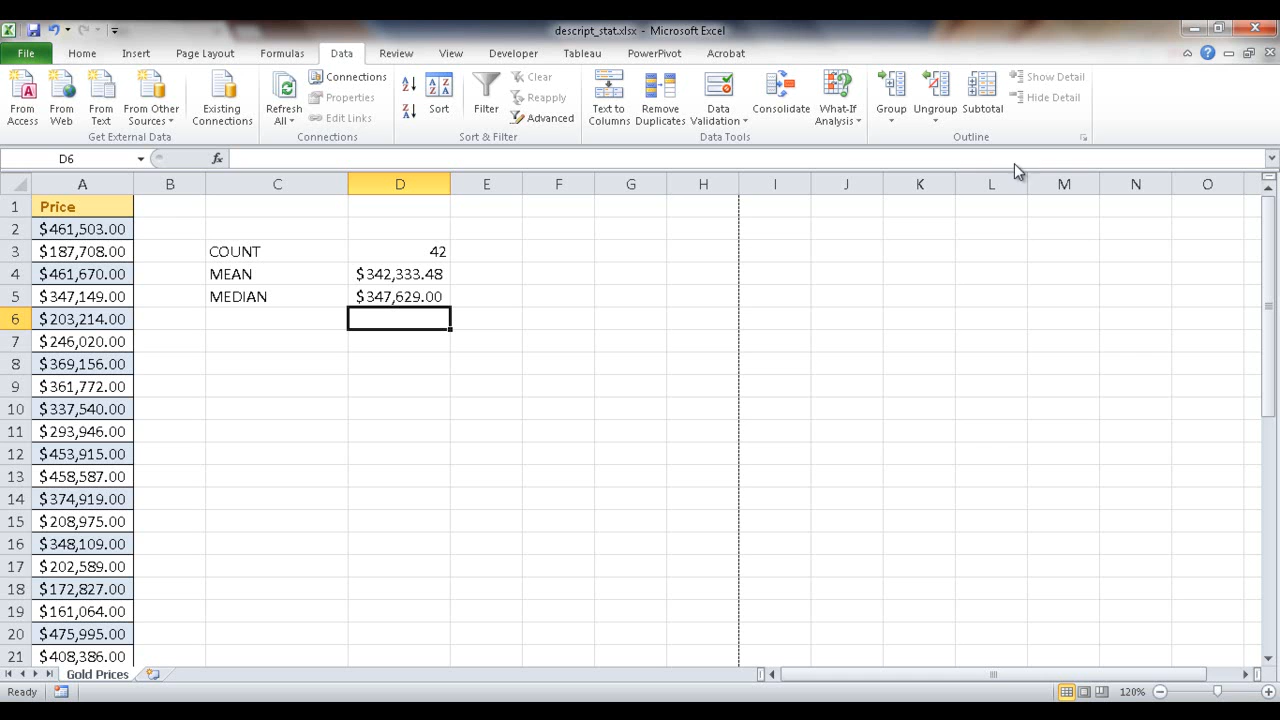 descript_stat.xlsx - Microsoft Excel
File Home Insert Page Layout Formulas Data Review View Developer Tableau PowerPivot Acrobat
From Access
From Web
From Text
From Other Sources
Existing Connections
Get External Data
Refresh All
Connections
Properties
Edit Links
Connections
Sort
Filter
Clear
Reapply
Advanced
Sort & Filter
Text to Columns
Remove Duplicates
Data Validation
Consolidate
What-If Analysis
Data Tools
Group
Ungroup
Subtotal
Show Detail
Hide Detail
Outline
D6 fx
A B C D E F G H I J K L M N O
1 Price
2 $461,503.00
3 $187,708.00 COUNT 42
4 $461,670.00 MEAN $342,333.48
5 $347,149.00 MEDIAN $347,629.00
6 $203,214.00
7 $246,020.00
8 $369,156.00
9 $361,772.00
10 $337,540.00
11 $293,946.00
12 $453,915.00
13 $458,587.00
14 $374,919.00
15 $208,975.00
16 $348,109.00
17 $202,589.00
18 $172,827.00
19 $161,064.00
20 $475,995.00
21 $408,386.00
Gold Prices
Ready 120%